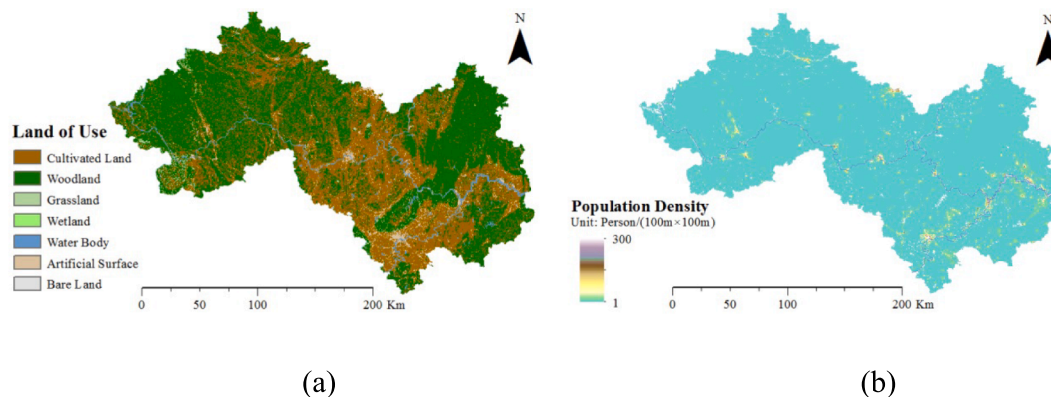 N
Land of Use
Cultivated Land
Woodland
Grassland
Wetland
Water Body
Artificial Surface
Bare Land
0 50 100 200 Km
(a)
N
Population Density
Unit: Person/(100m×100m)
300
1
0 50 100 200 Km
(b)